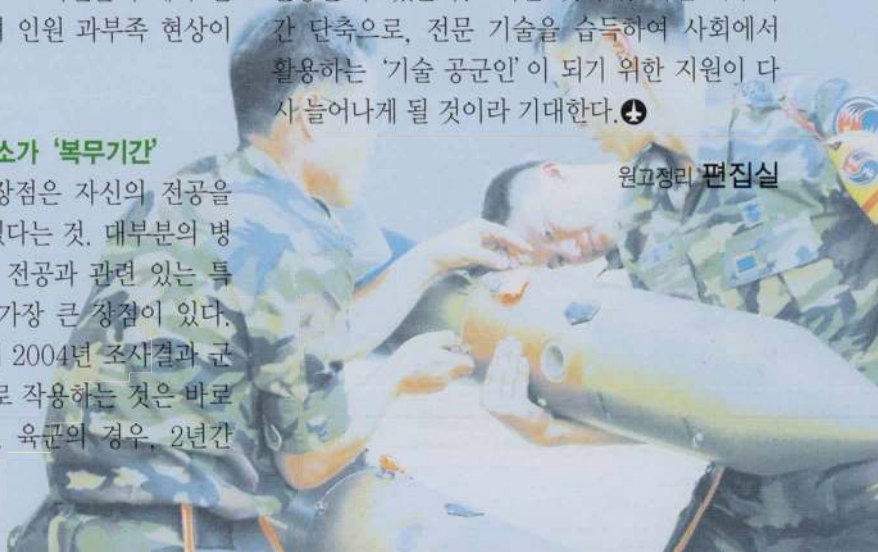 인원 과부족 현상이
소가 '복무기간'
장점은 자신의 전공을
있다는 것. 대부분의 병
전공과 관련 있는 특
가장 큰 장점이 있다.
2004년 조사결과 군
로 작용하는 것은 바로
육군의 경우, 2년간
간 단축으로, 전문 기술을 습득하여 사회에서
활용하는 '기술 공군인'이 되기 위한 지원이 다
시 늘어나게 될 것이라 기대한다.
원고정리 편집실